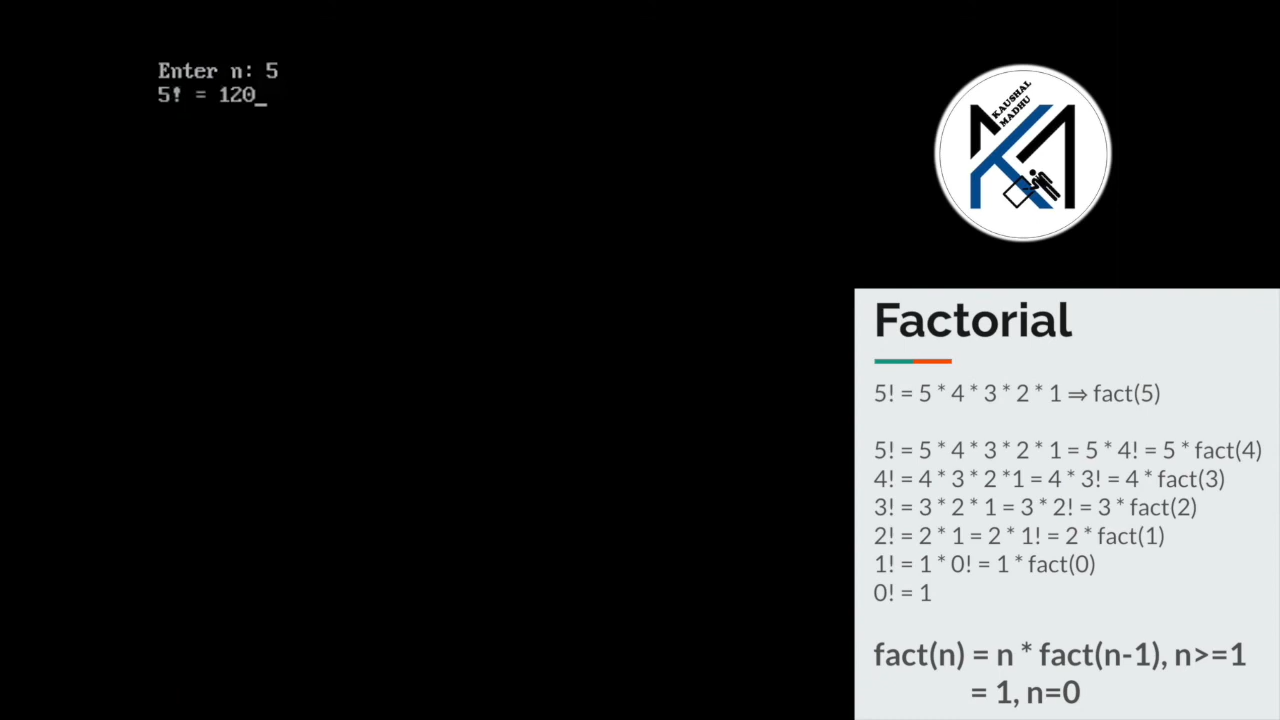 Enter n: 5
5! = 120_
KAUSHAL
MADHU
Factorial
5! = 5 * 4 * 3 * 2 * 1 ⇒ fact(5)
5! = 5 * 4 * 3 * 2 * 1 = 5 * 4! = 5 * fact(4)
4! = 4 * 3 * 2 *1 = 4 * 3! = 4 * fact(3)
3! = 3 * 2 * 1 = 3 * 2! = 3 * fact(2)
2! = 2 * 1 = 2 * 1! = 2 * fact(1)
1! = 1 * 0! = 1 * fact(0)
0! = 1
fact(n) = n * fact(n-1), n>=1
= 1, n=0